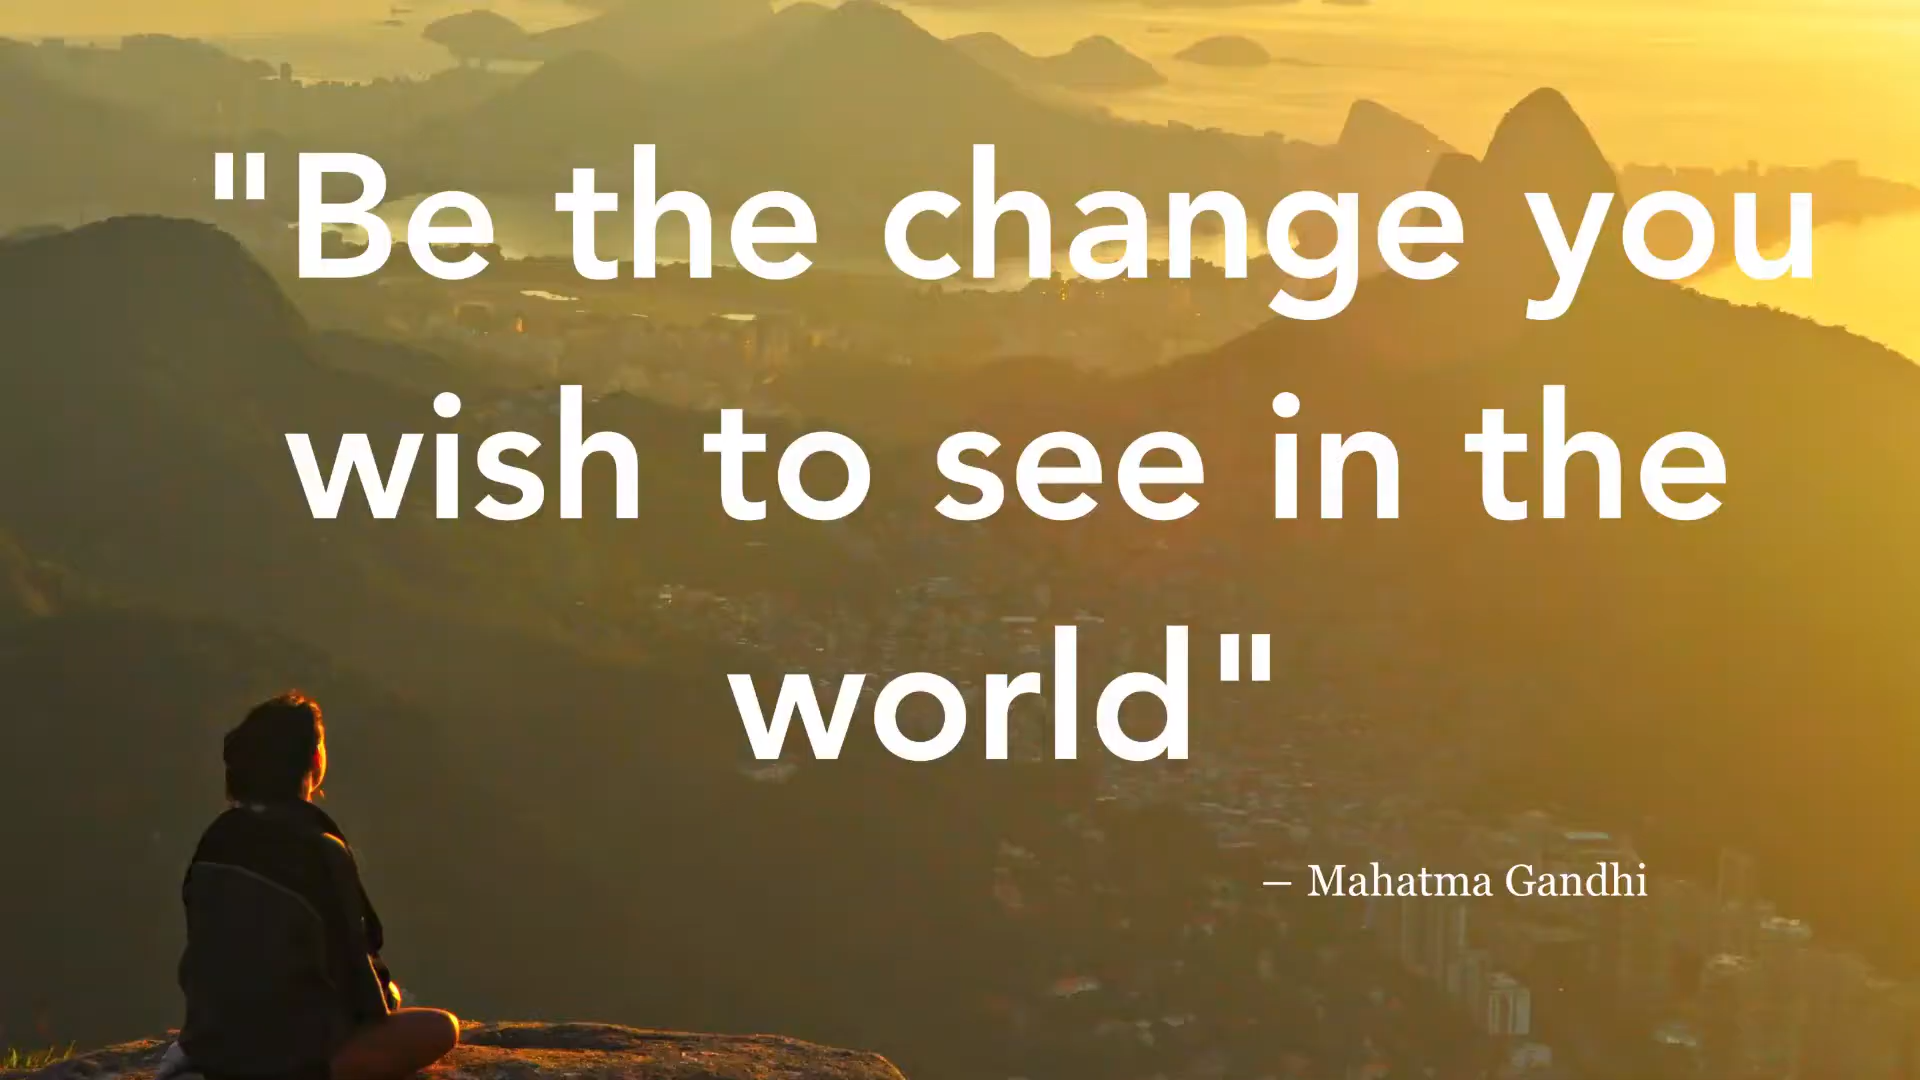 "Be the change you
wish to see in the
world"
– Mahatma Gandhi